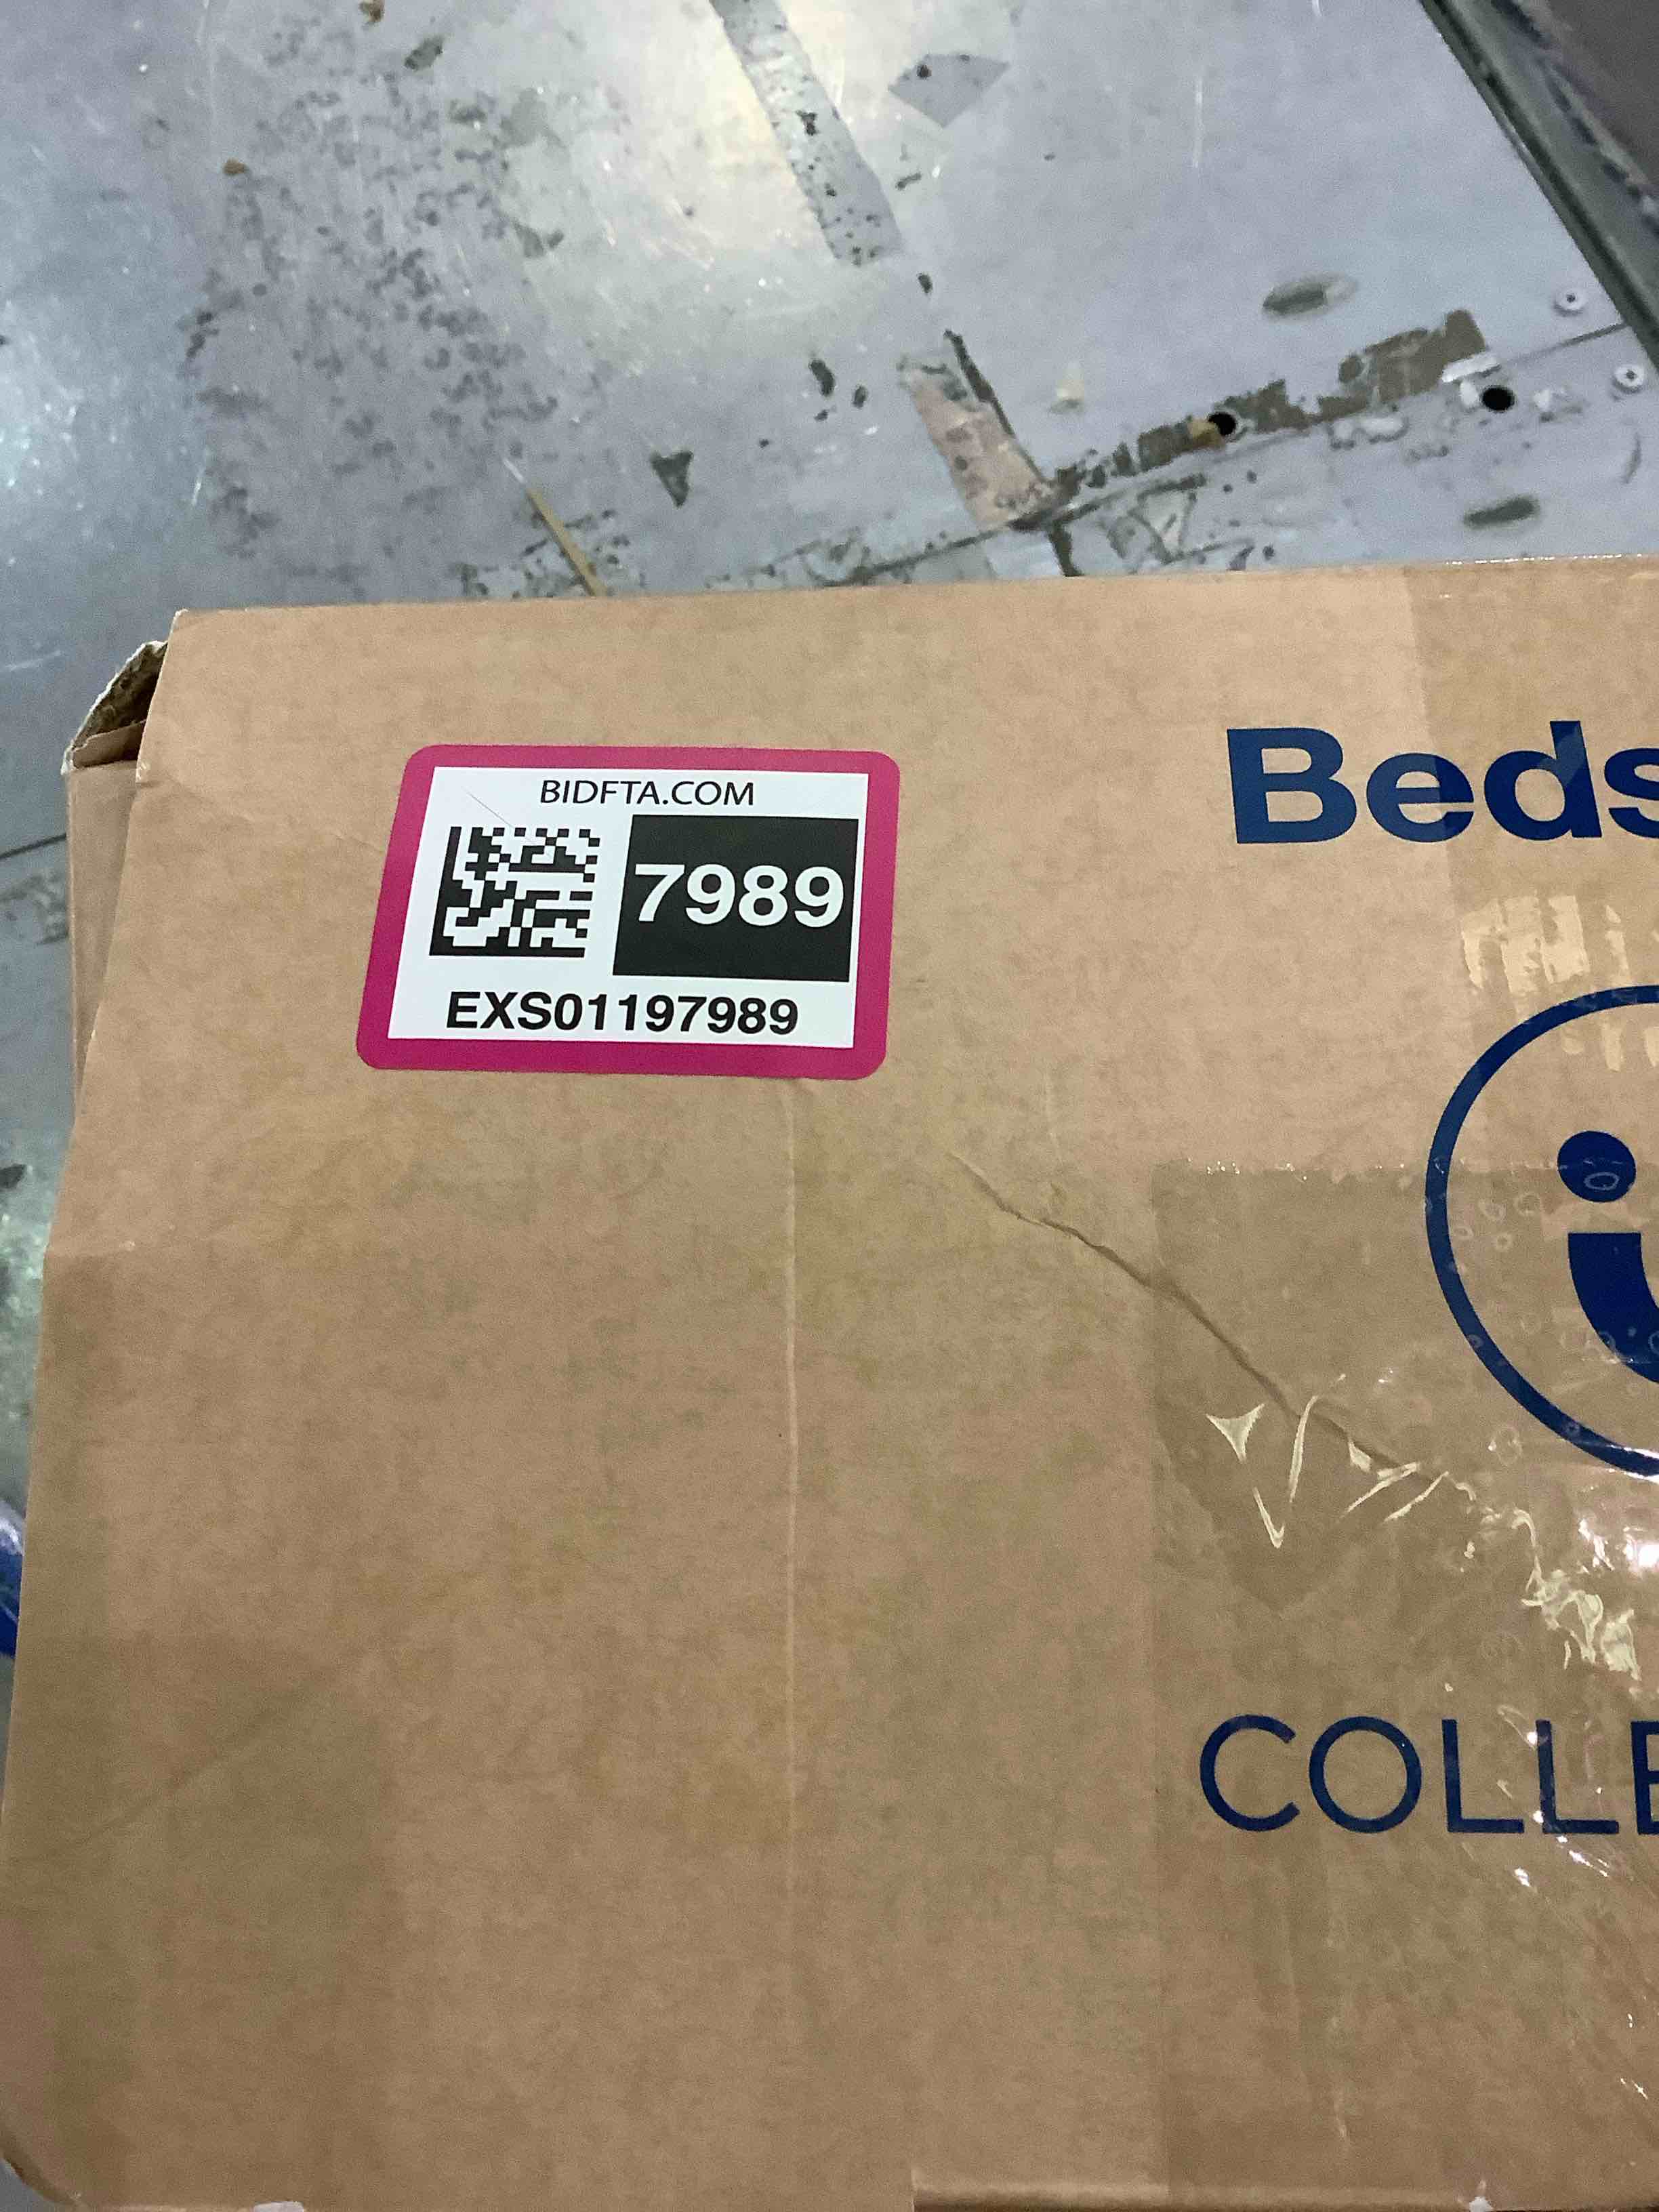 BIDFTA.COM
7989
EXS01197989
Beds
i
COLLE